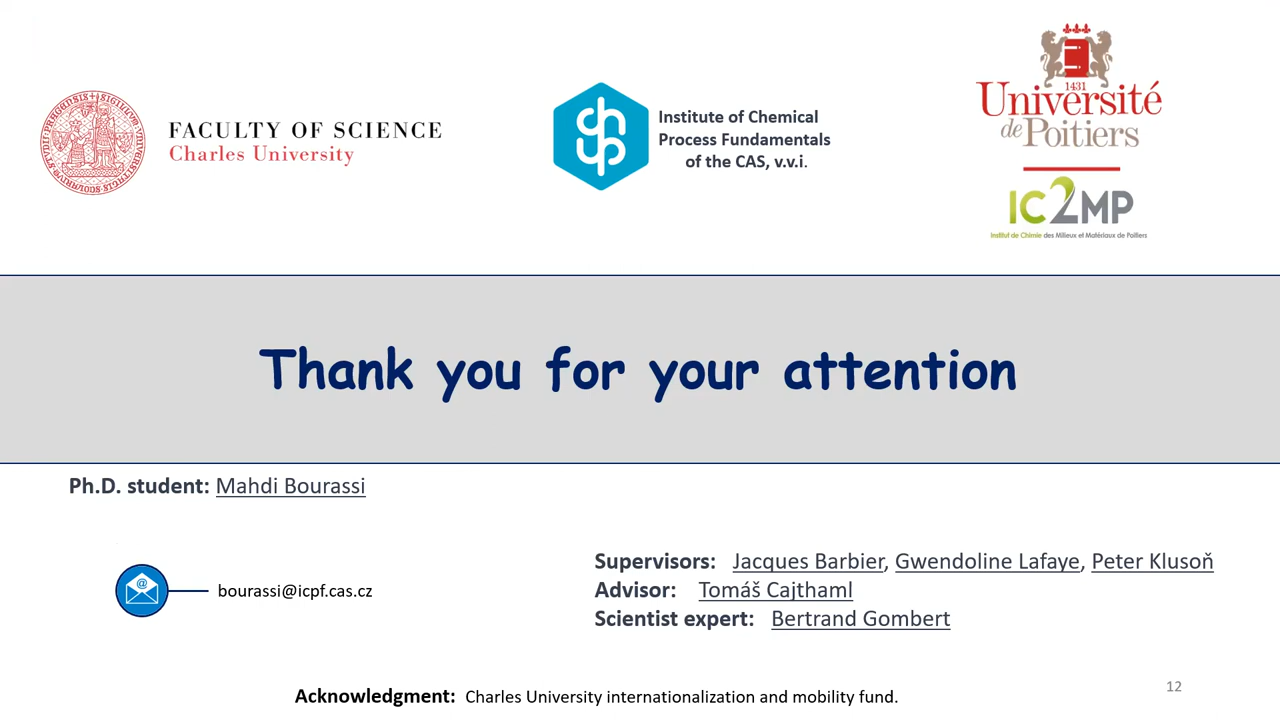 FACULTY OF SCIENCE
Charles University
Institute of Chemical
Process Fundamentals
of the CAS, v.v.i.
1431
Université
de Poitiers
IC2MP
Institut de Chimie des Milieux et Matériaux de Poitiers
Thank you for your attention
Ph.D. student: Mahdi Bourassi
bourassi@icpf.cas.cz
Supervisors: Jacques Barbier, Gwendoline Lafaye, Peter Klusoň
Advisor: Tomáš Cajthaml
Scientist expert: Bertrand Gombert
Acknowledgment: Charles University internationalization and mobility fund.
12